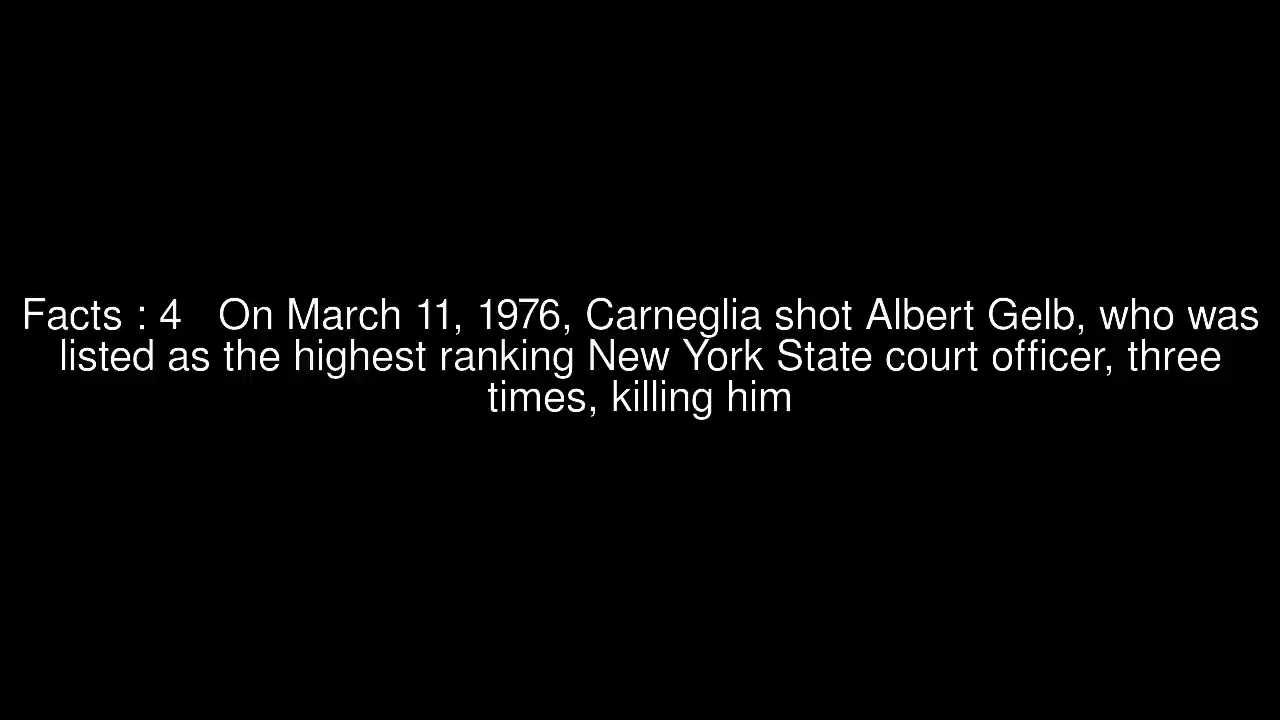 Facts : 4   On March 11, 1976, Carneglia shot Albert Gelb, who was
listed as the highest ranking New York State court officer, three
times, killing him